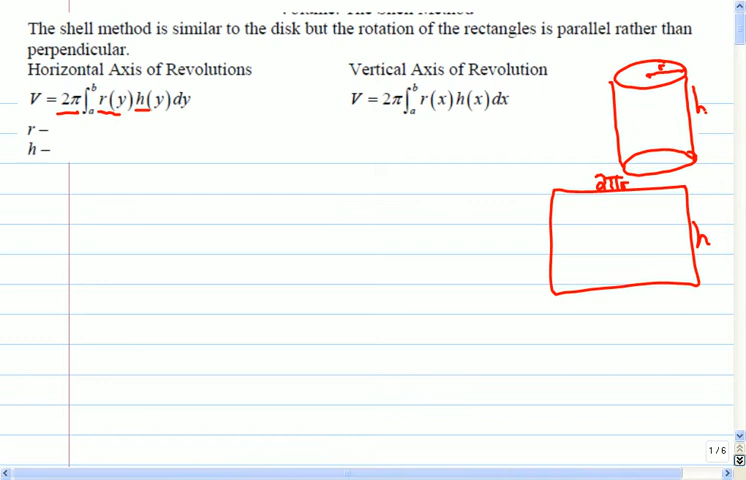 The shell method is similar to the disk but the rotation of the rectangles is parallel rather than
perpendicular.
Horizontal Axis of Revolutions
Vertical Axis of Revolution
V = 2π∫_a^b r(y)h(y)dy
V = 2π∫_a^b r(x)h(x)dx
r –
h –
r
h
2πr
h
1 / 6